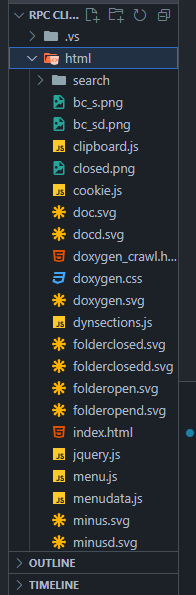 RPC CLI...
.vs
html
search
bc_s.png
bc_sd.png
clipboard.js
closed.png
cookie.js
doc.svg
docd.svg
doxygen_crawl.h...
doxygen.css
doxygen.svg
dynsections.js
folderclosed.svg
folderclosedd.svg
folderopen.svg
folderopend.svg
index.html
jquery.js
menu.js
menudata.js
minus.svg
minusd.svg
OUTLINE
TIMELINE